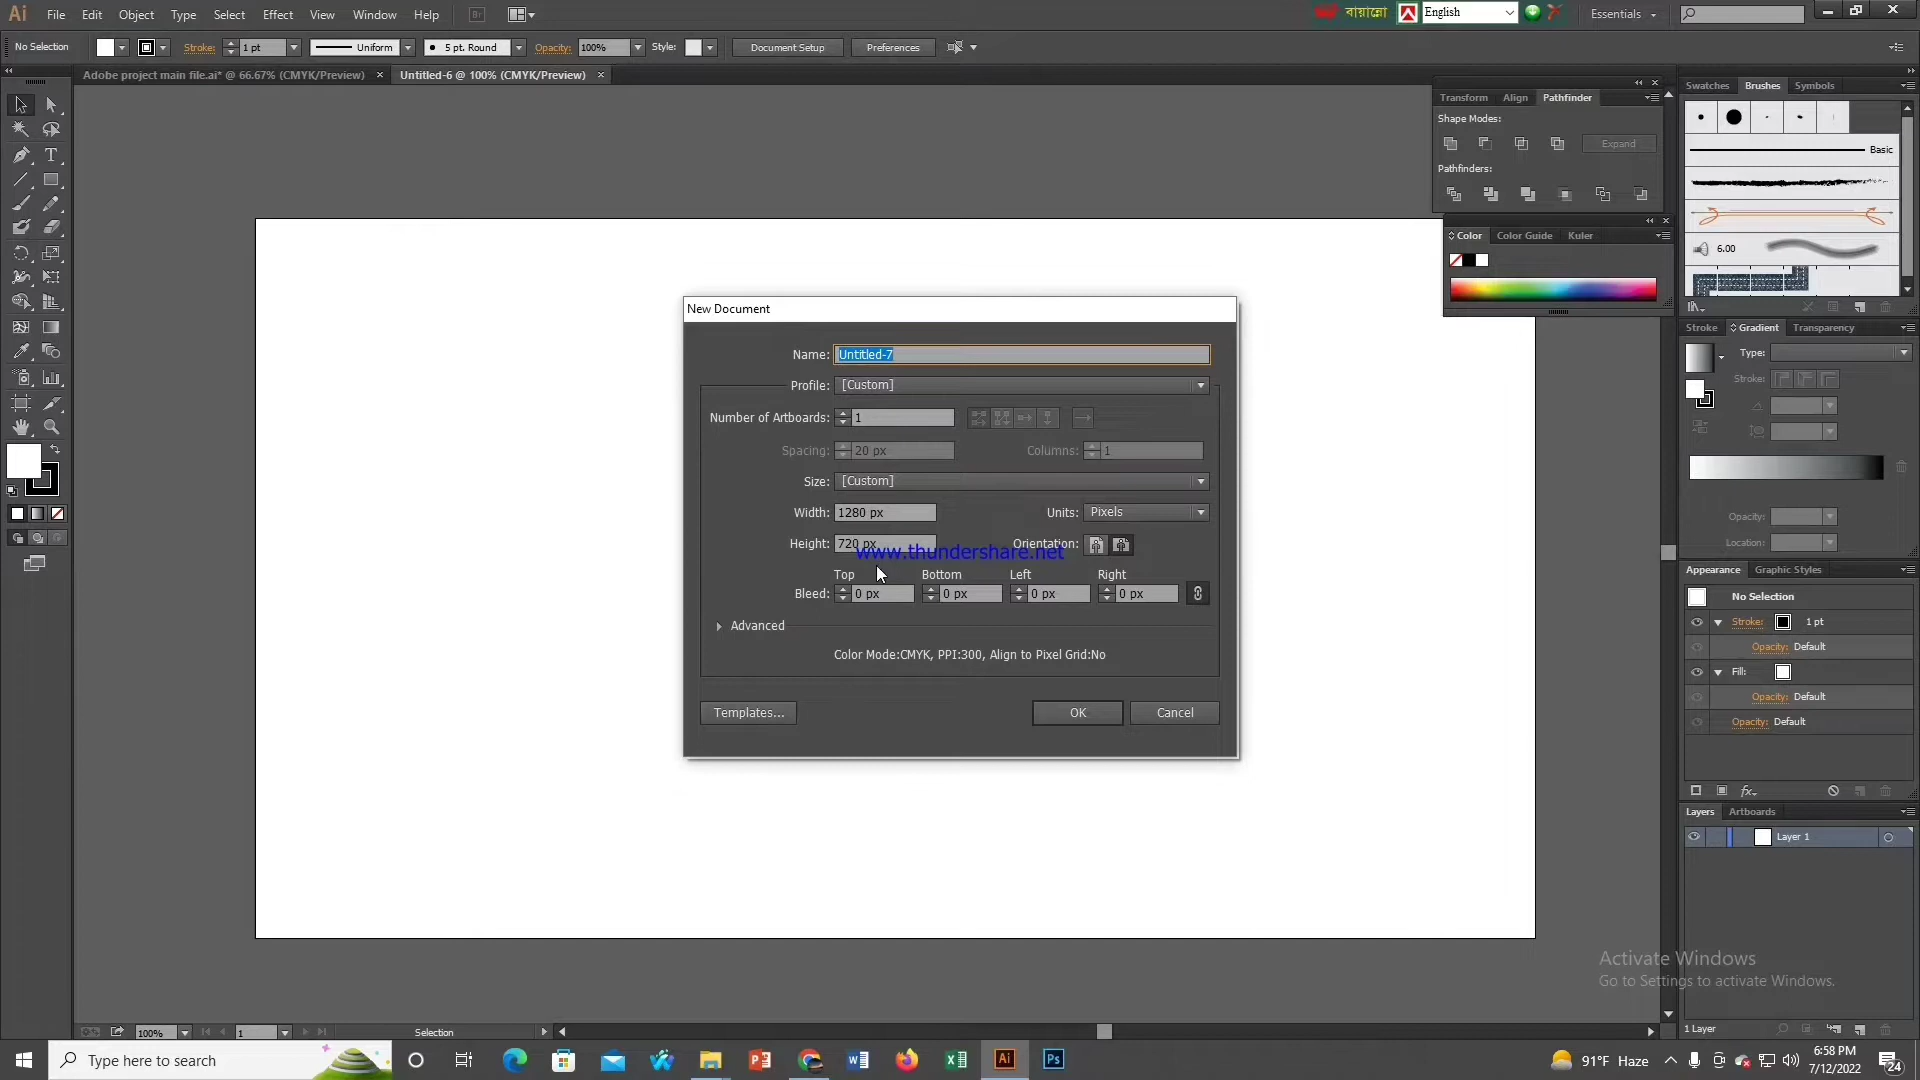 Ai File Edit Object Type Select Effect View Window Help Br
বায়ান্নো English Essentials
No Selection Stroke: 1 pt Uniform 5 pt. Round Opacity: 100% Style: Document Setup Preferences
Adobe project main file.ai* @ 66.67% (CMYK/Preview) × Untitled-6 @ 100% (CMYK/Preview) ×
Transform Align Pathfinder
Shape Modes:
Expand
Pathfinders:
Color Color Guide Kuler
Swatches Brushes Symbols
Basic
6.00
Stroke Gradient Transparency
Type:
Stroke:
Opacity:
Location:
Appearance Graphic Styles
No Selection
Stroke: 1 pt
Opacity: Default
Fill:
Opacity: Default
Opacity: Default
fx
Layers Artboards
Layer 1
1 Layer
New Document
Name: Untitled-7
Profile: [Custom]
Number of Artboards: 1
Spacing: 20 px Columns: 1
Size: [Custom]
Width: 1280 px Units: Pixels
Height: 720 px Orientation:
www.thundershare.net
Top Bottom Left Right
Bleed: 0 px 0 px 0 px 0 px
Advanced
Color Mode:CMYK, PPI:300, Align to Pixel Grid:No
Templates... OK Cancel
Activate Windows
Go to Settings to activate Windows.
100% 1 Selection
Type here to search
Ai Ps
91°F Haze
6:58 PM
7/12/2022
24